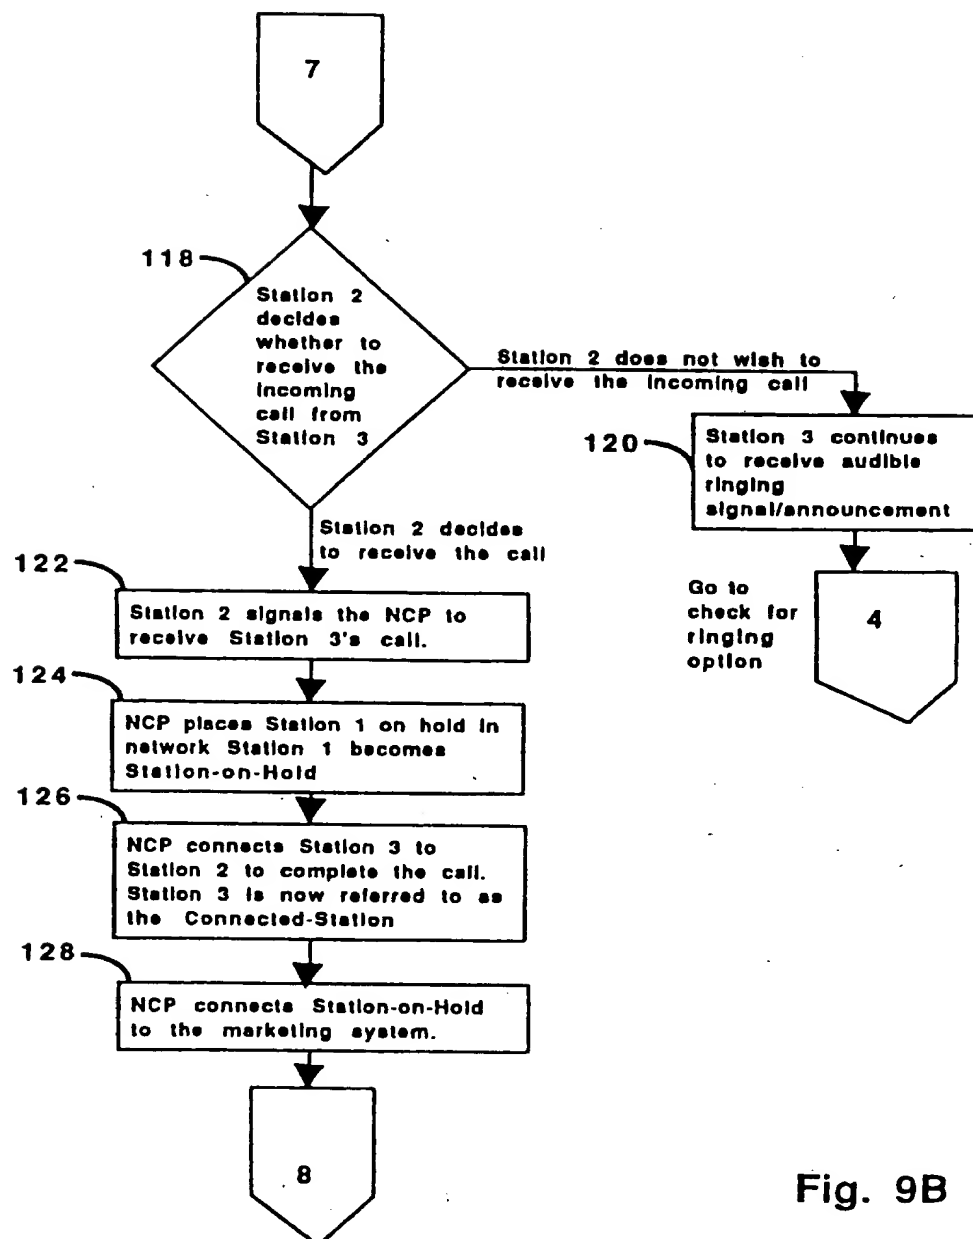 7
118
Station 2
decides
whether to
receive the
incoming
call from
Station 3
Station 2 does not wish to
receive the incoming call
120
Station 3 continues
to receive audible
ringing
signal/announcement
Station 2 decides
to receive the call
Go to
check for
ringing
option
4
122
Station 2 signals the NCP to
receive Station 3's call.
124
NCP places Station 1 on hold in
network Station 1 becomes
Station-on-Hold
126
NCP connects Station 3 to
Station 2 to complete the call.
Station 3 is now referred to as
the Connected-Station
128
NCP connects Station-on-Hold
to the marketing system.
8
Fig. 9B